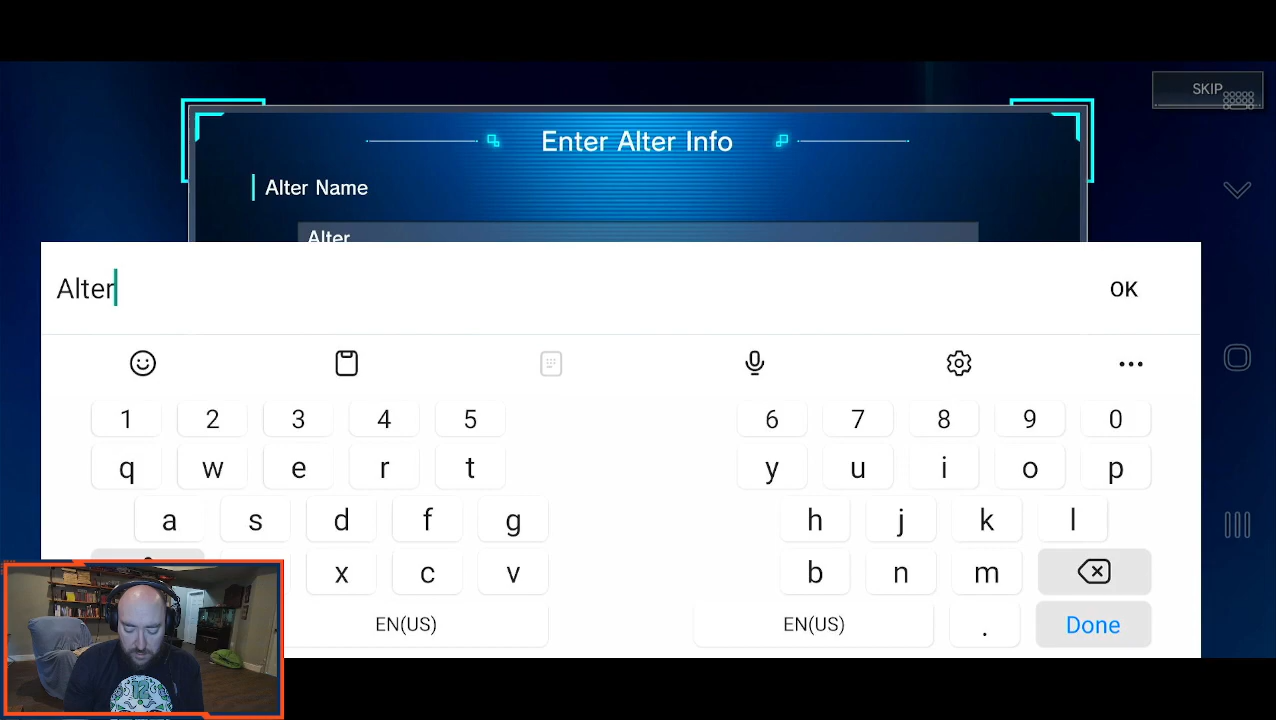 SKIP
Enter Alter Info
Alter Name
Alter
Alter
OK
1 2 3 4 5 6 7 8 9 0
q w e r t y u i o p
a s d f g h j k l
x c v b n m
EN(US) EN(US) . Done